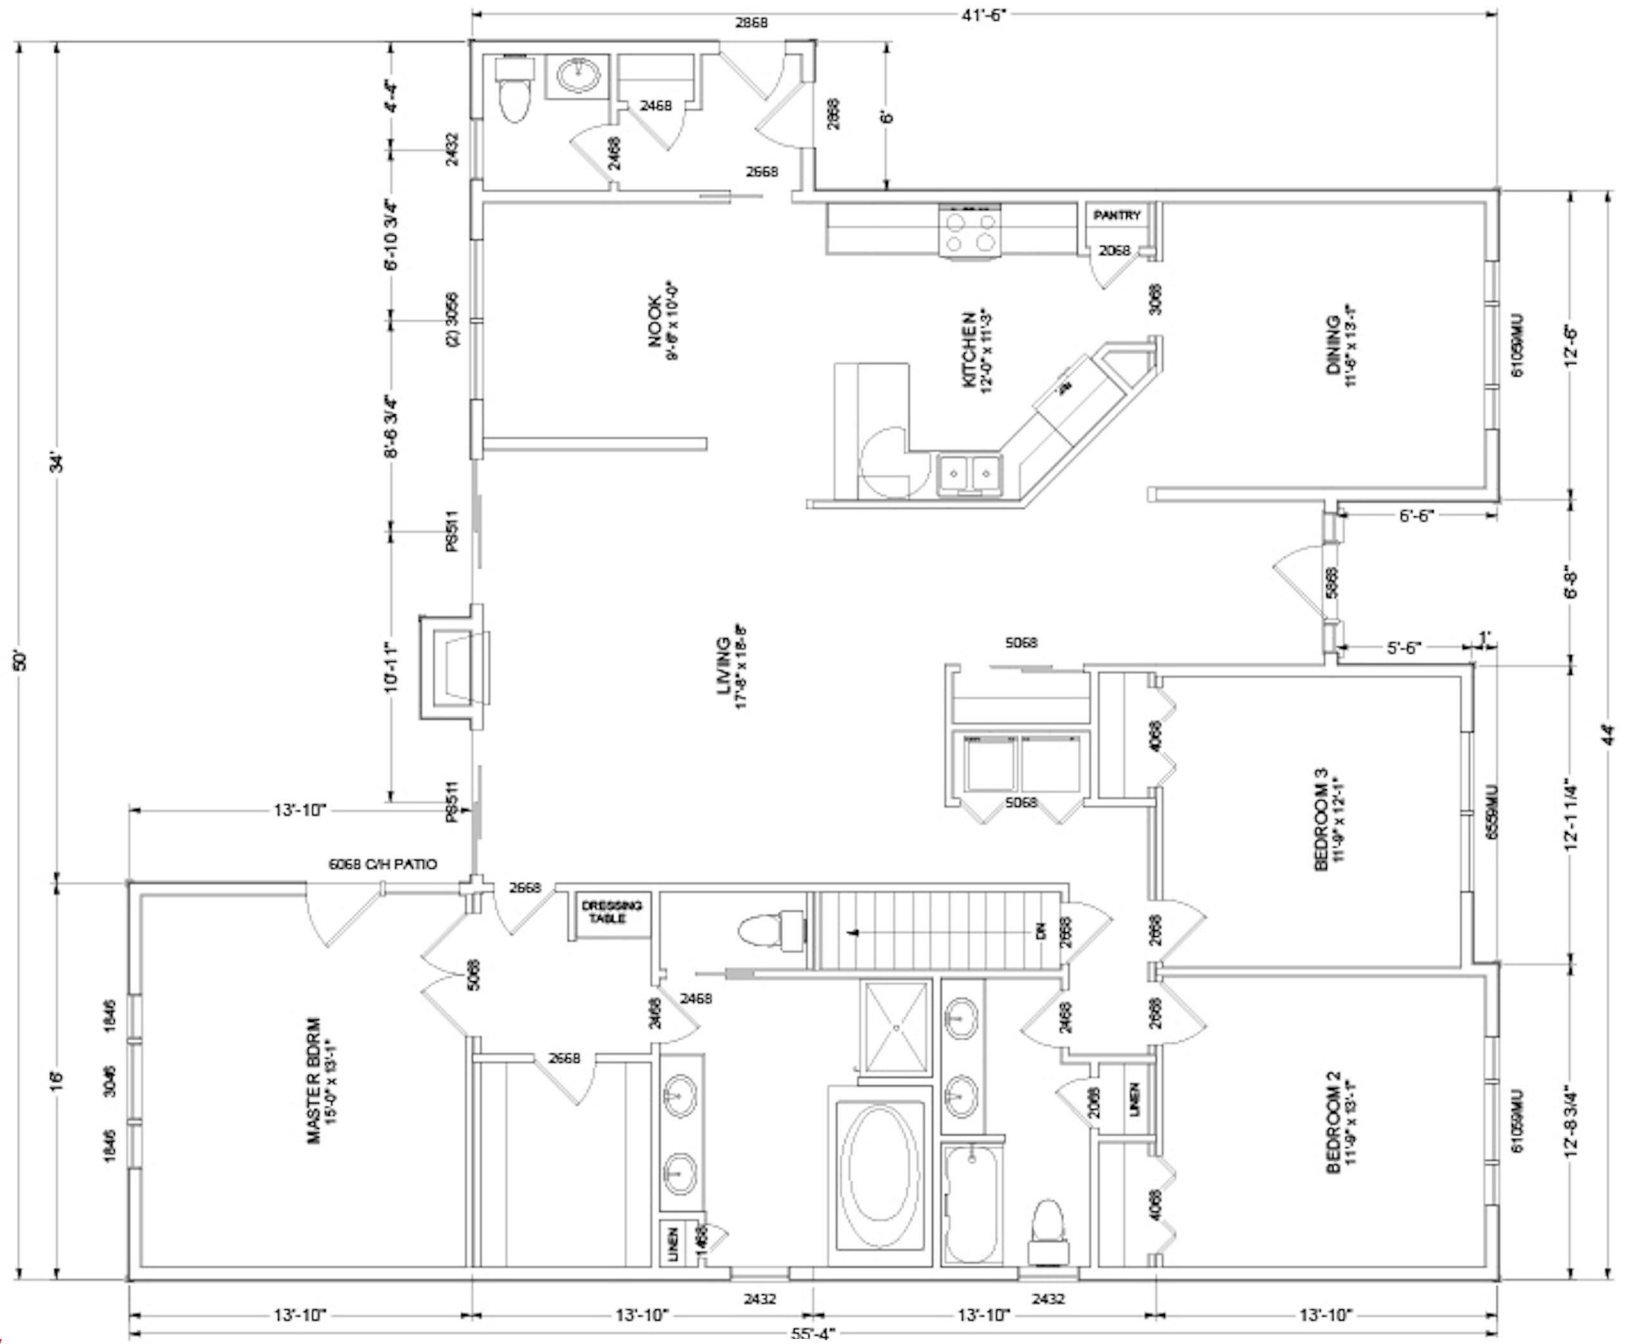 41'-6"
2868
4'-4"
2432
2468
2468
2868
6'
2668
PANTRY
2068
6'-10 3/4"
(2) 3056
NOOK
9'-6" x 10'-0"
KITCHEN
12'-0" x 11'-3"
3068
DINING
11'-6" x 13'-1"
61059MU
12'-6"
34'
8'-6 3/4"
PS511
6'-6"
5868
6'-8"
50'
10'-11"
LIVING
17'-8" x 18'-8"
5068
5'-6"
1'
44'
4068
5068
BEDROOM 3
11'-9" x 12'-1"
6559MU
12'-1 1/4"
13'-10"
PS511
6068 C/H PATIO
2668
DRESSING
TABLE
DN
2668
2668
5068
2468
2468
2468
2668
1846
3046
1846
16'
MASTER BDRM
15'-0" x 13'-1"
2668
2068
LINEN
BEDROOM 2
11'-9" x 13'-1"
61059MU
12'-8 3/4"
4068
LINEN
1468
2432
2432
13'-10"
13'-10"
13'-10"
13'-10"
55'-4"